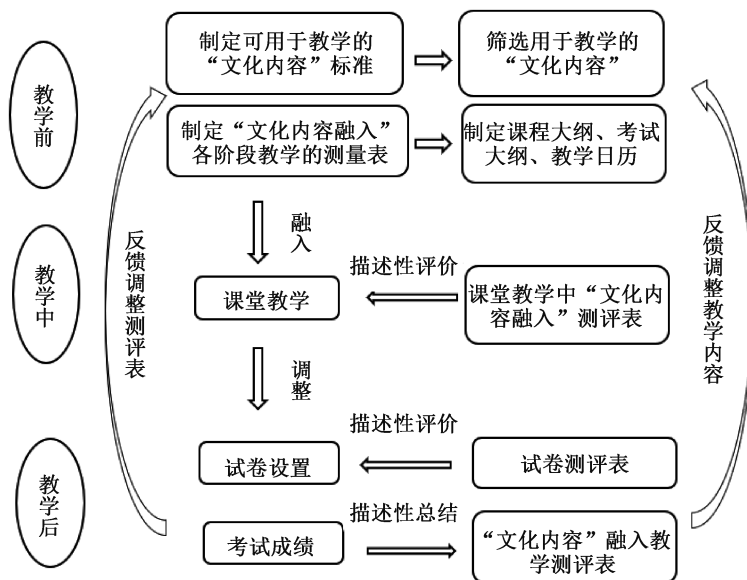 教学前
制定可用于教学的
“文化内容”标准
筛选用于教学的
“文化内容”
制定“文化内容融入”
各阶段教学的测量表
制定课程大纲、考试
大纲、教学日历
融入
反馈调整测评表
反馈调整教学内容
教学中
课堂教学
描述性评价
课堂教学中“文化内
容融入”测评表
调整
教学后
试卷设置
描述性评价
试卷测评表
考试成绩
描述性总结
“文化内容”融入教
学测评表